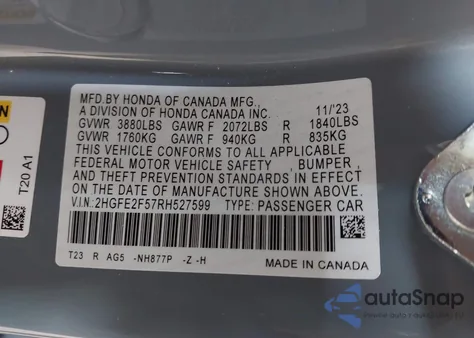 MFD.BY HONDA OF CANADA MFG.,
A DIVISION OF HONDA CANADA INC. 11/'23
GVWR 3880LBS GAWR F 2072LBS R 1840LBS
GVWR 1760KG GAWR F 940KG R 835KG
THIS VEHICLE CONFORMS TO ALL APPLICABLE
FEDERAL MOTOR VEHICLE SAFETY , BUMPER ,
AND THEFT PREVENTION STANDARDS IN EFFECT
ON THE DATE OF MANUFACTURE SHOWN ABOVE.
V.I.N: 2HGFE2F57RH527599 TYPE: PASSENGER CAR
T23 R AG5 -NH877P -Z -H
MADE IN CANADA
T20 A1
autoSnap